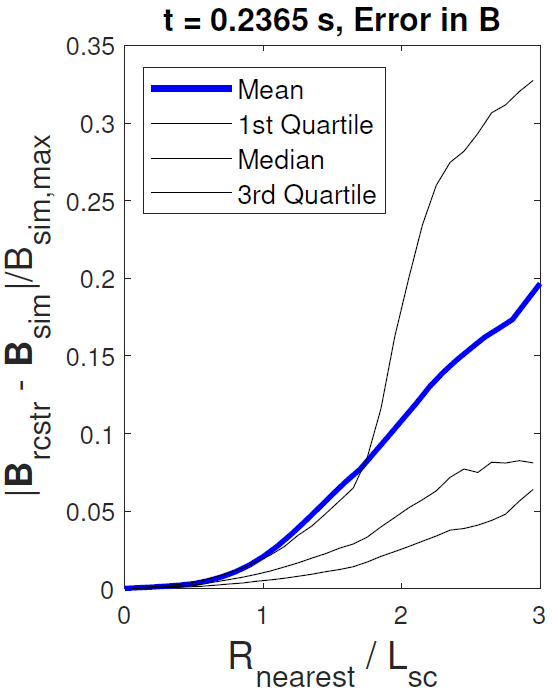 t = 0.2365 s, Error in B
0.35
0.3
0.25
0.2
0.15
0.1
0.05
0
Mean
1st Quartile
Median
3rd Quartile
|B_rcstr - B_sim|/B_sim,max
0 1 2 3
R_nearest / L_sc